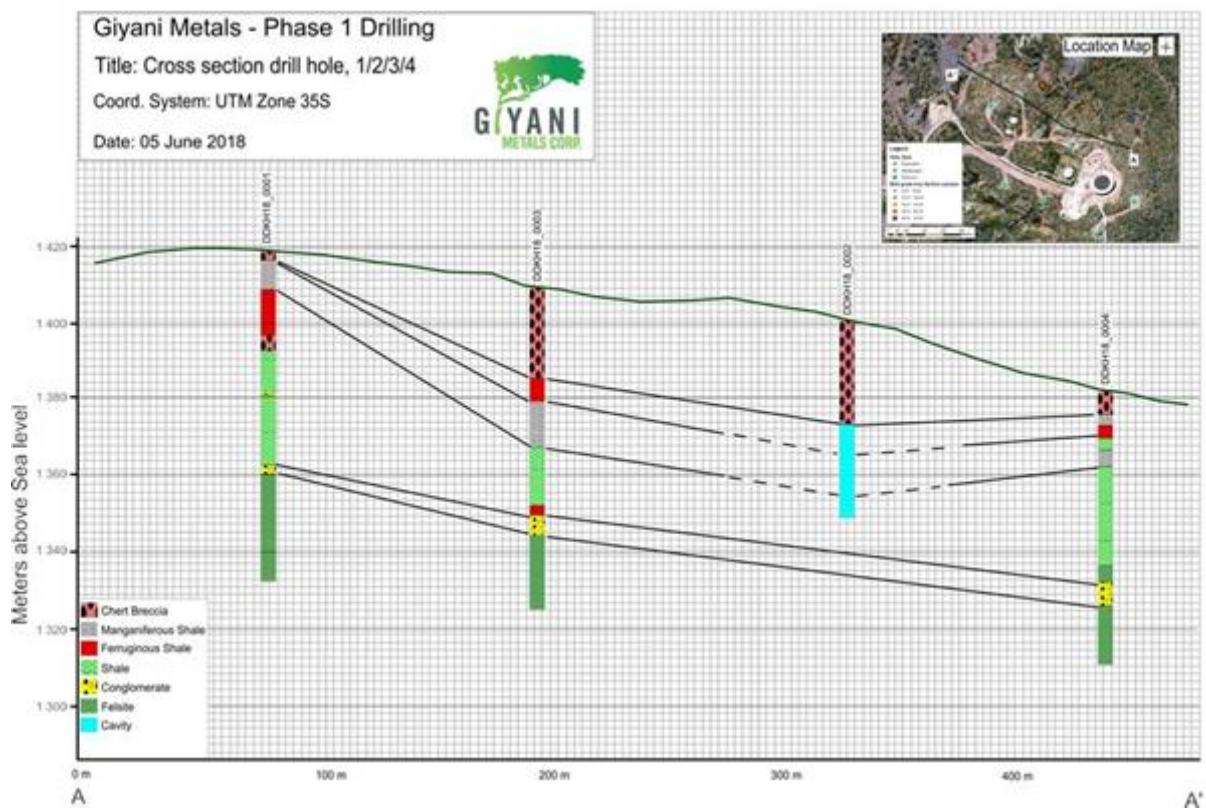 Giyani Metals - Phase 1 Drilling
Title: Cross section drill hole, 1/2/3/4
Coord. System: UTM Zone 35S
Date: 05 June 2018
GIYANI
METALS CORP.
Location Map
A'
A
Legend
DDKH18_0001
DDKH18_0003
DDKH18_0002
DDKH18_0004
Meters above Sea level
1 420
1 400
1 380
1 360
1 340
1 320
1 300
Chert Breccia
Manganiferous Shale
Ferruginous Shale
Shale
Conglomerate
Felsite
Cavity
0 m
100 m
200 m
300 m
400 m
A
A'